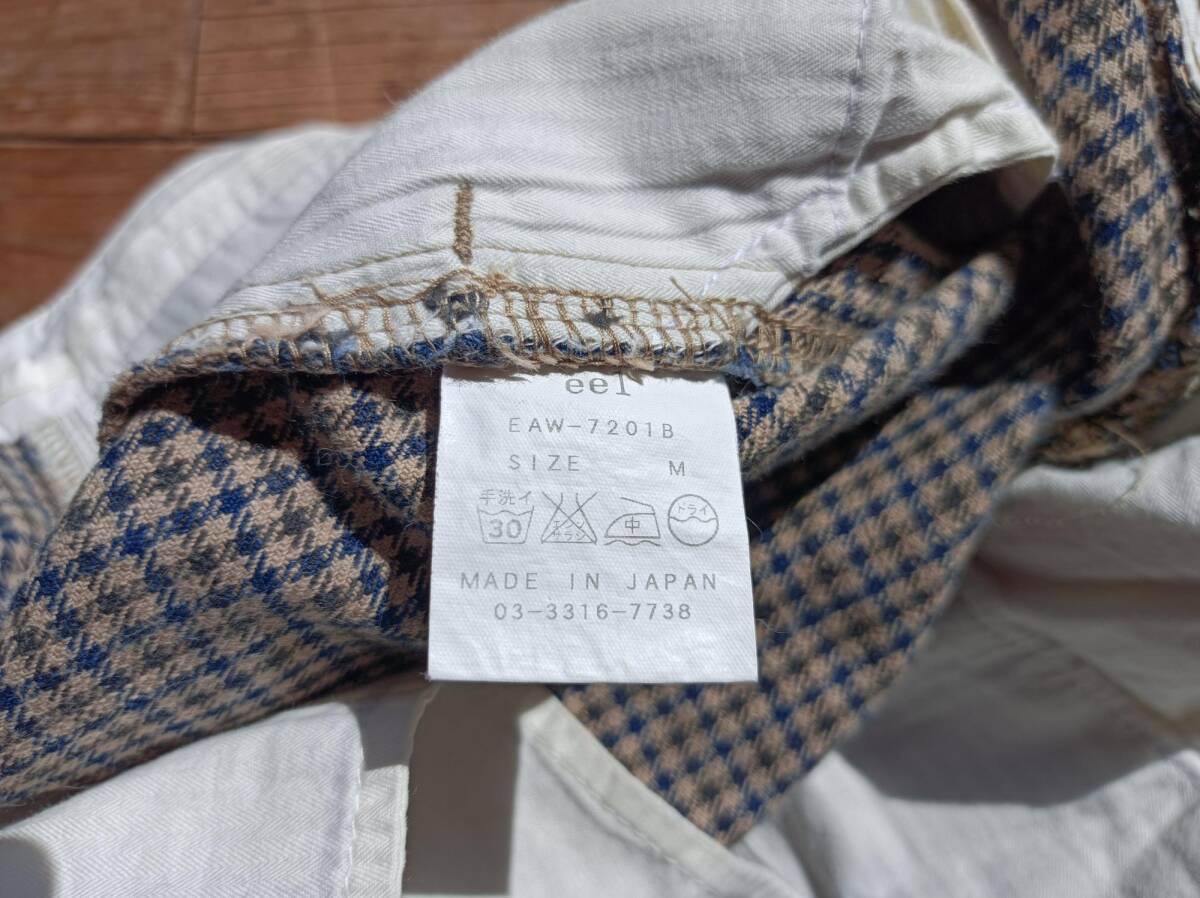 eel
EAW-7201B
SIZE M
手洗イ ドライ
30 エンソ サラシ 中
MADE IN JAPAN
03-3316-7738